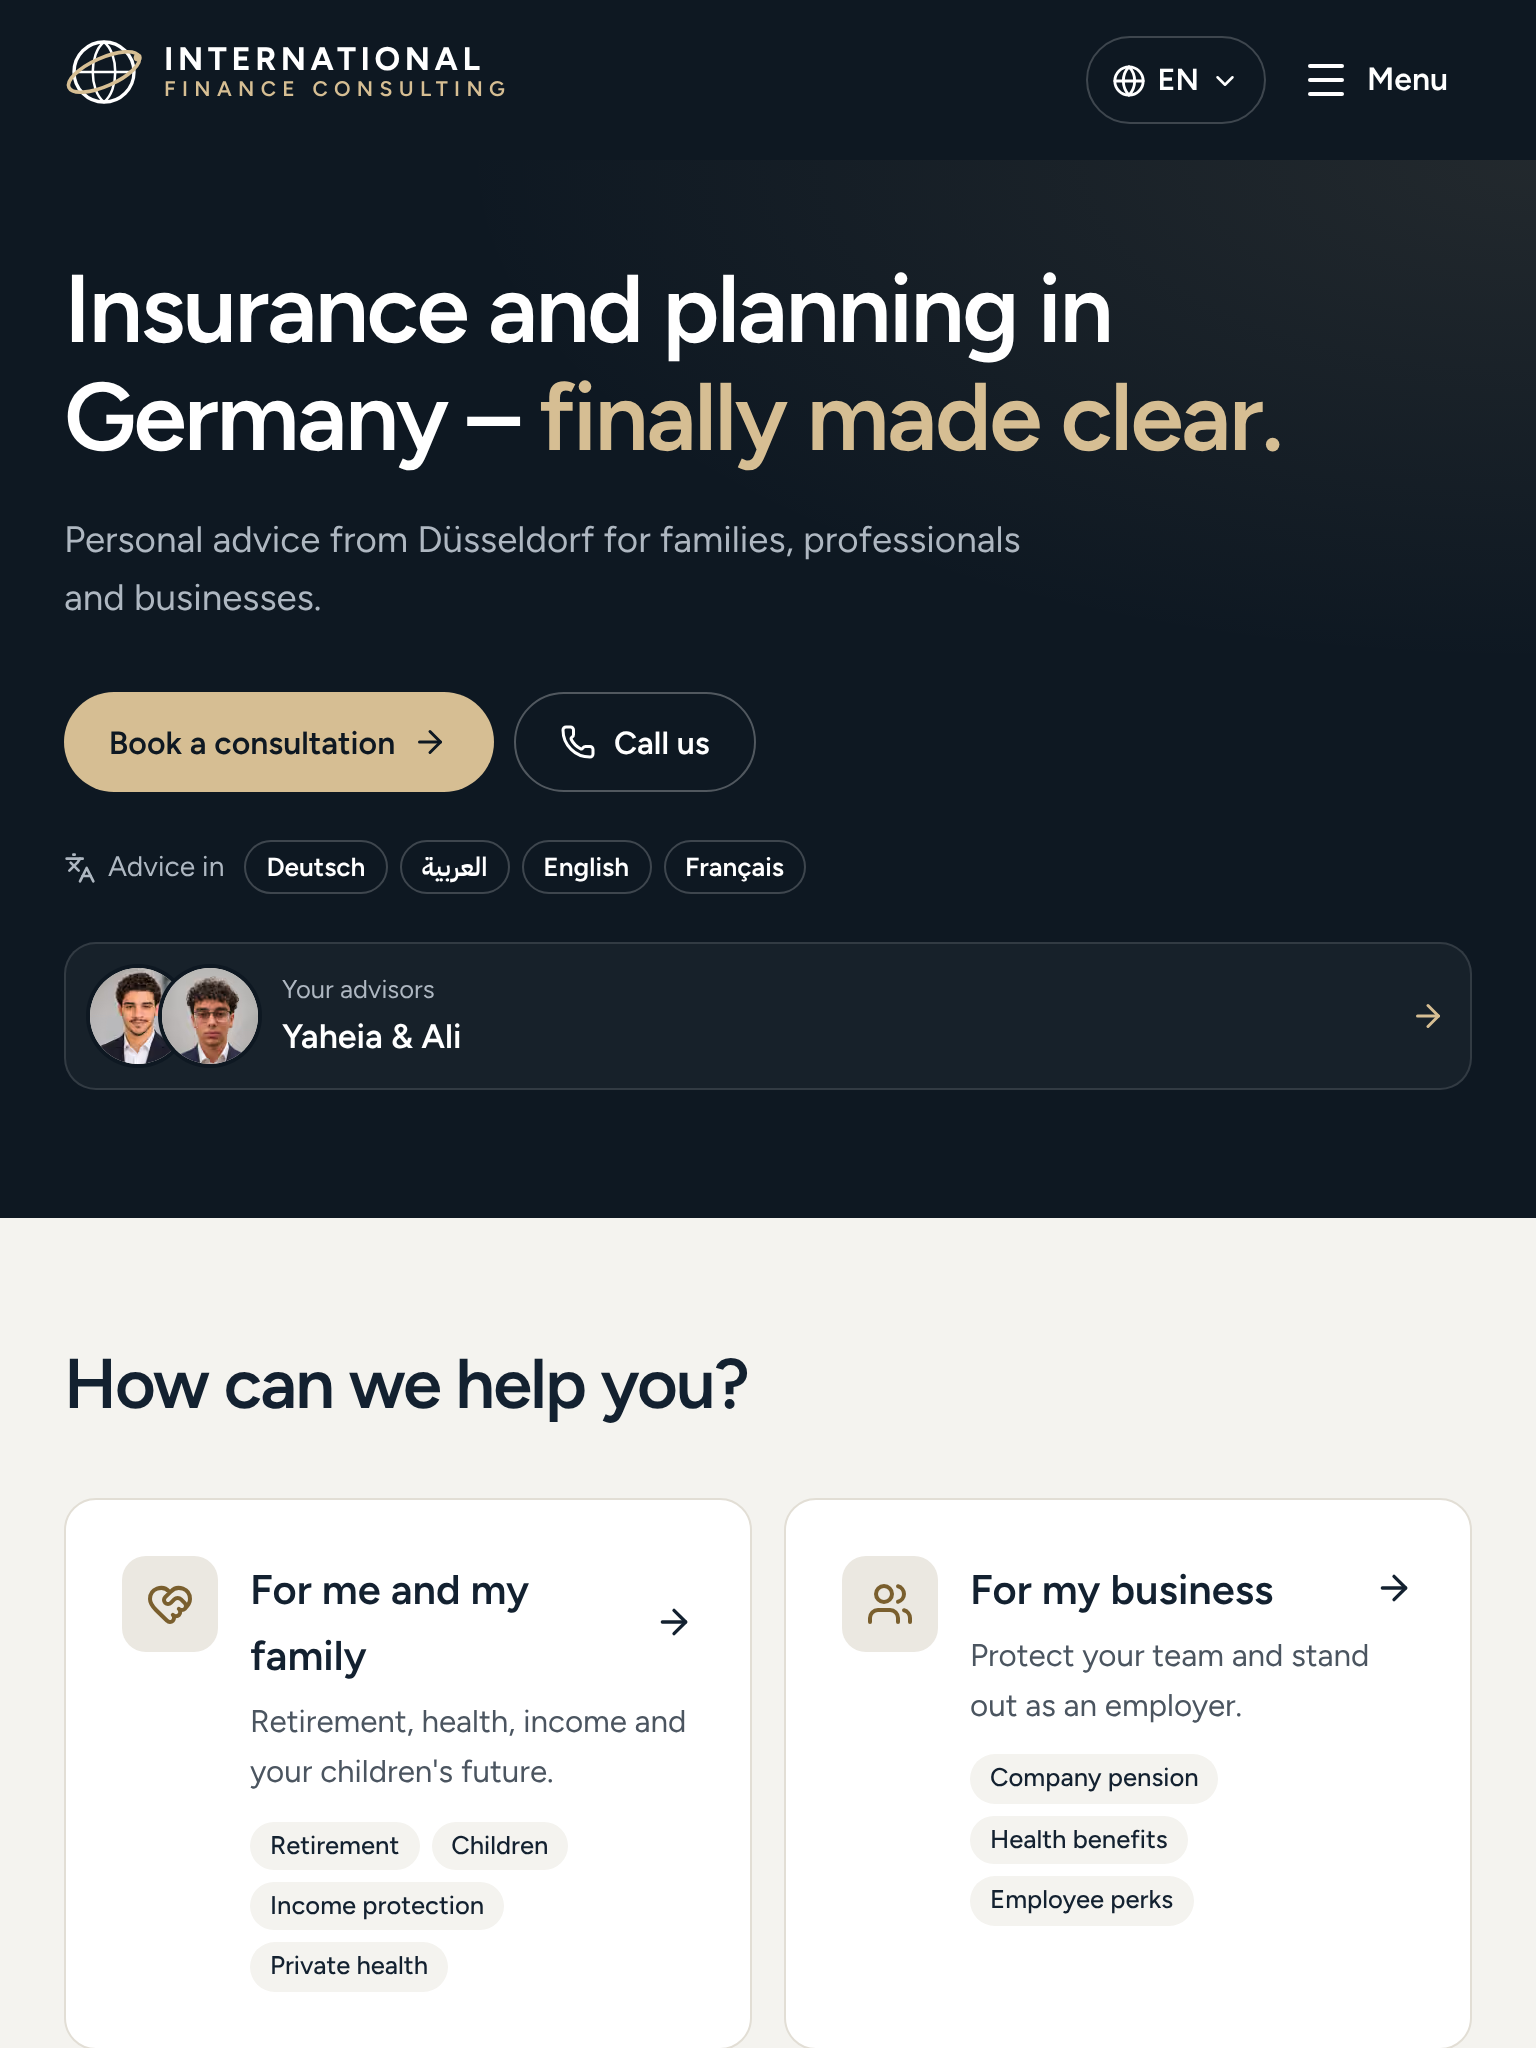 INTERNATIONAL
FINANCE CONSULTING
EN
Menu
Insurance and planning in
Germany – finally made clear.
Personal advice from Düsseldorf for families, professionals
and businesses.
Book a consultation
Call us
Advice in
Deutsch
العربية
English
Français
Your advisors
Yaheia & Ali
How can we help you?
For me and my
family
Retirement, health, income and
your children's future.
Retirement
Children
Income protection
Private health
For my business
Protect your team and stand
out as an employer.
Company pension
Health benefits
Employee perks